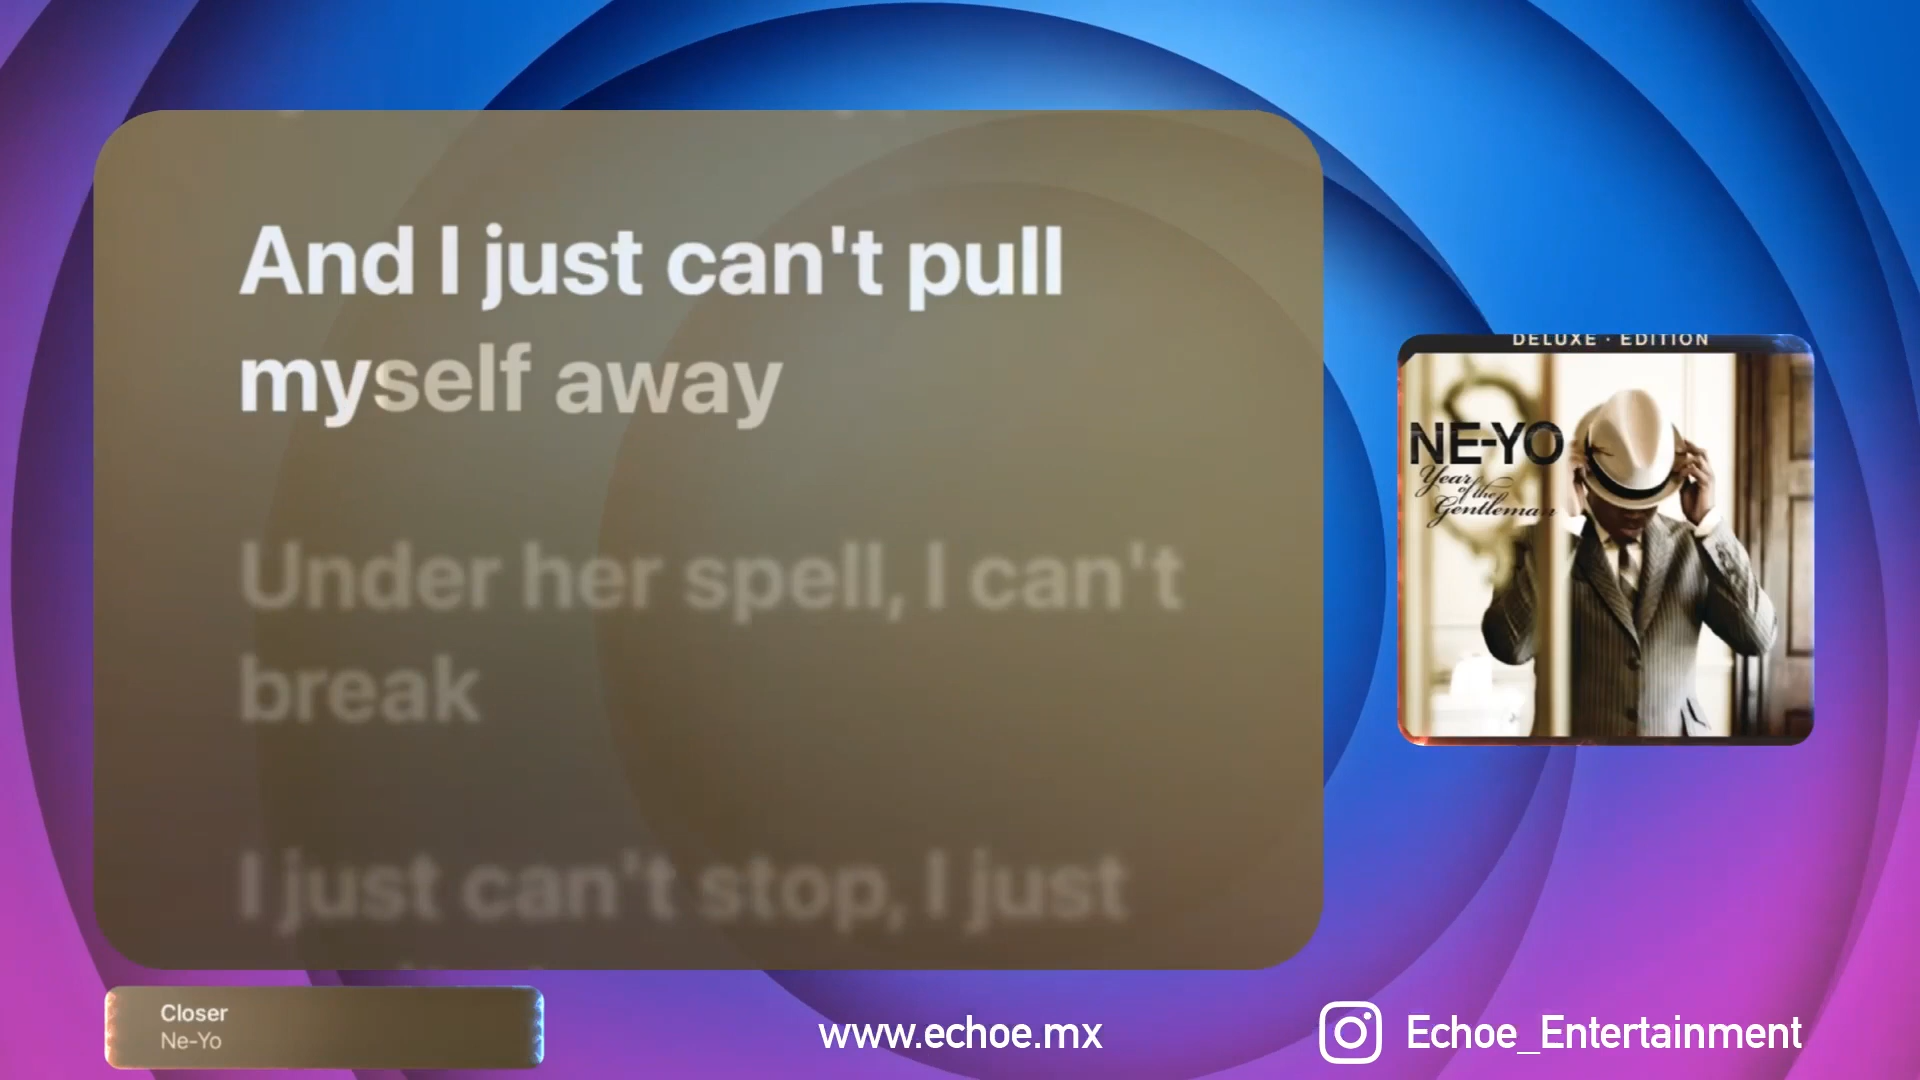 And I just can't pull
myself away
Under her spell, I can't
break
I just can't stop, I just
DELUXE · EDITION
NE-YO
Year
of the
Gentleman
Closer
Ne-Yo
www.echoe.mx
Echoe_Entertainment